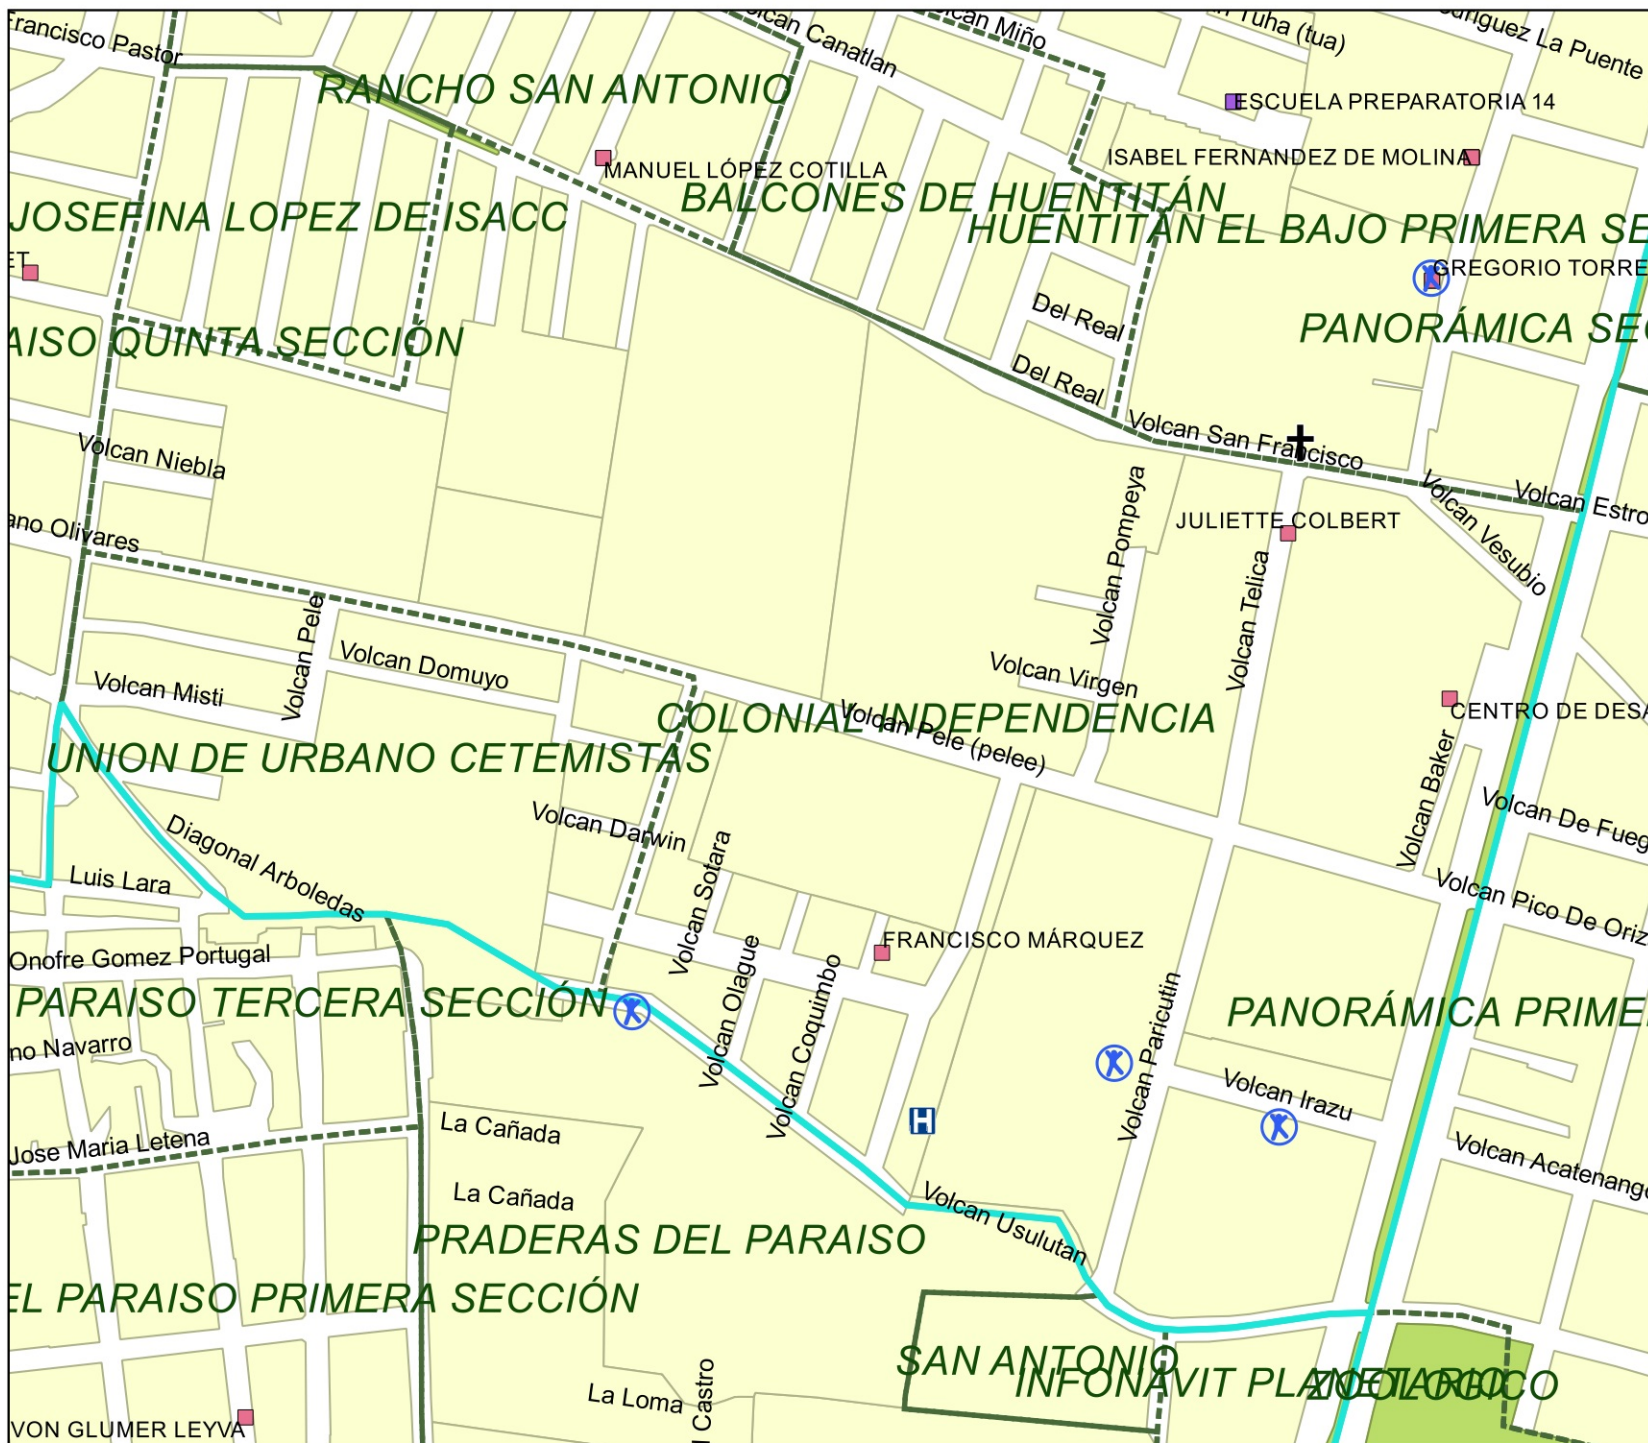 Francisco Pastor
Volcan Canatlan
Volcan Miño
Tuha (tua)
Rodriguez La Puente
RANCHO SAN ANTONIO
ESCUELA PREPARATORIA 14
MANUEL LÓPEZ COTILLA
ISABEL FERNANDEZ DE MOLINA
BALCONES DE HUENTITÁN
JOSEFINA LOPEZ DE ISACC
HUENTITÁN EL BAJO PRIMERA SE
ET
GREGORIO TORRE
Del Real
AISO QUINTA SECCIÓN
PANORÁMICA SEC
Del Real
Volcan San Francisco
Volcan Niebla
Volcan Estro
Volcan Vesubio
Volcan Pompeya
JULIETTE COLBERT
ano Olivares
Volcan Telica
Volcan Pele
Volcan Domuyo
Volcan Virgen
Volcan Misti
COLONIAL INDEPENDENCIA
CENTRO DE DESA
Volcan Pele (pelee)
UNION DE URBANO CETEMISTAS
Volcan Baker
Volcan De Fueg
Volcan Darwin
Diagonal Arboledas
Volcan Sotara
Luis Lara
Volcan Pico De Oriz
FRANCISCO MÁRQUEZ
Onofre Gomez Portugal
Volcan Olague
Volcan Coquimbo
PARAISO TERCERA SECCIÓN
Volcan Paricutin
PANORÁMICA PRIME
no Navarro
Volcan Irazu
La Cañada
Jose Maria Letena
Volcan Acatenango
La Cañada
Volcan Usulutan
PRADERAS DEL PARAISO
EL PARAISO PRIMERA SECCIÓN
SAN ANTONIO
INFONAVIT PLANETARIO
ZOOLOGICO
La Loma
l Castro
VON GLUMER LEYVA